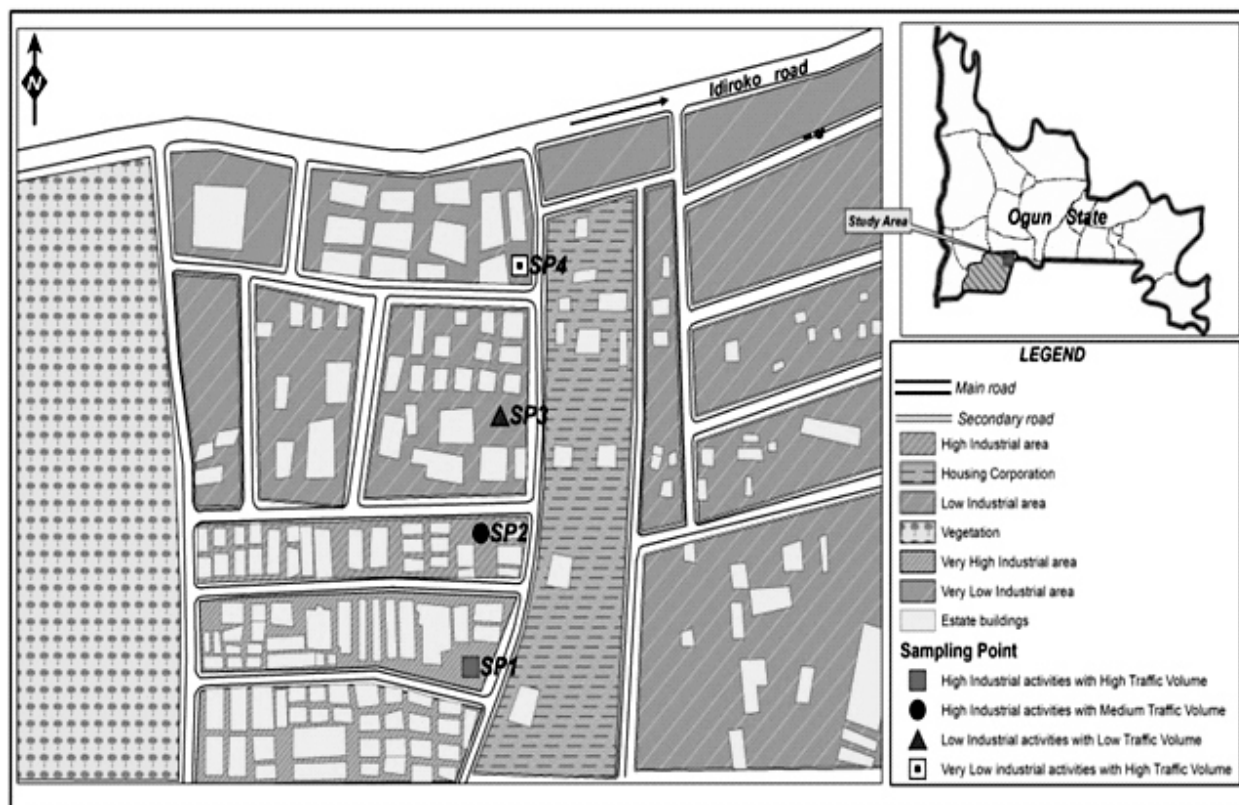 N
Idiroko road
SP4
SP3
SP2
SP1
Ogun State
Study Area
LEGEND
Main road
Secondary road
High Industrial area
Housing Corporation
Low Industrial area
Vegetation
Very High Industrial area
Very Low Industrial area
Estate buildings
Sampling Point
High Industrial activities with High Traffic Volume
High Industrial activities with Medium Traffic Volume
Low Industrial activities with Low Traffic Volume
Very Low industrial activities with High Traffic Volume